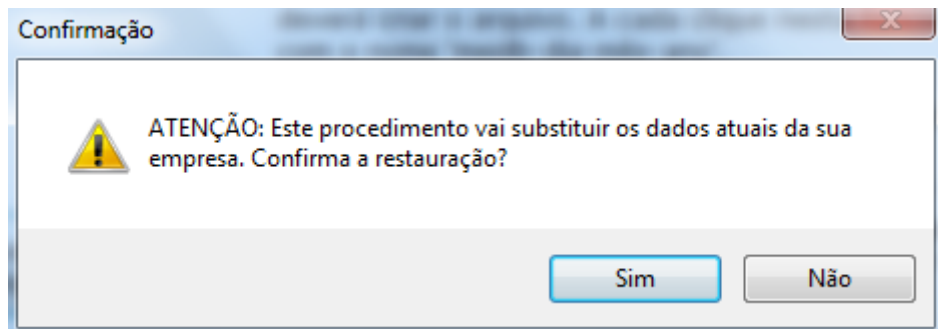 Confirmação
ATENÇÃO: Este procedimento vai substituir os dados atuais da sua
empresa. Confirma a restauração?
Sim
Não